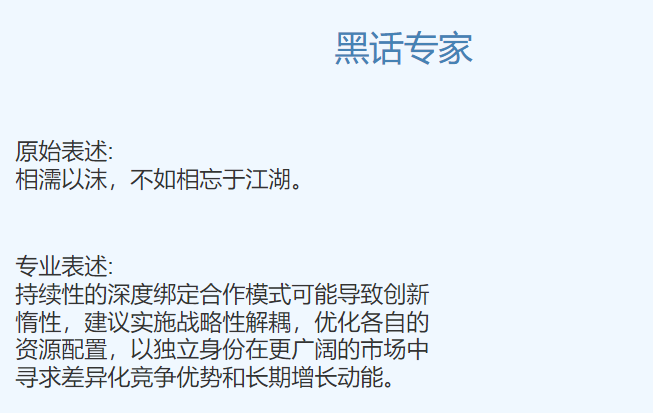 黑话专家
原始表述:
相濡以沫，不如相忘于江湖。
专业表述:
持续性的深度绑定合作模式可能导致创新
惰性，建议实施战略性解耦，优化各自的
资源配置，以独立身份在更广阔的市场中
寻求差异化竞争优势和长期增长动能。